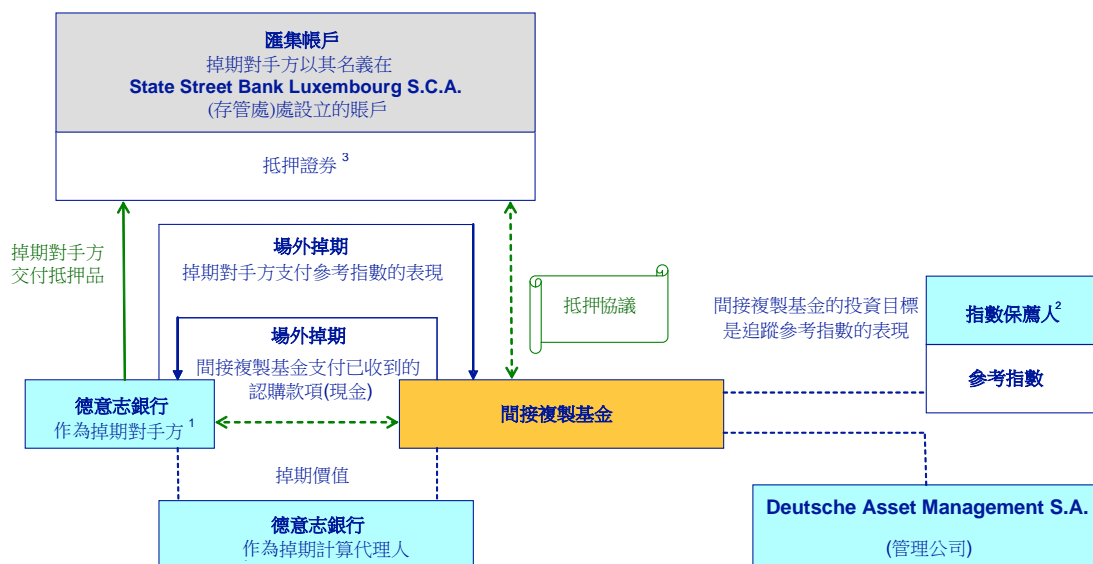 匯集帳戶
掉期對手方以其名義在
State Street Bank Luxembourg S.C.A.
(存管處)處設立的賬戶
抵押證券 3
掉期對手方
交付抵押品
場外掉期
掉期對手方支付參考指數的表現
場外掉期
間接複製基金支付已收到的
認購款項(現金)
抵押協議
間接複製基金的投資目標
是追蹤參考指數的表現
指數保薦人2
參考指數
德意志銀行
作為掉期對手方 1
間接複製基金
掉期價值
德意志銀行
作為掉期計算代理人
Deutsche Asset Management S.A.
(管理公司)